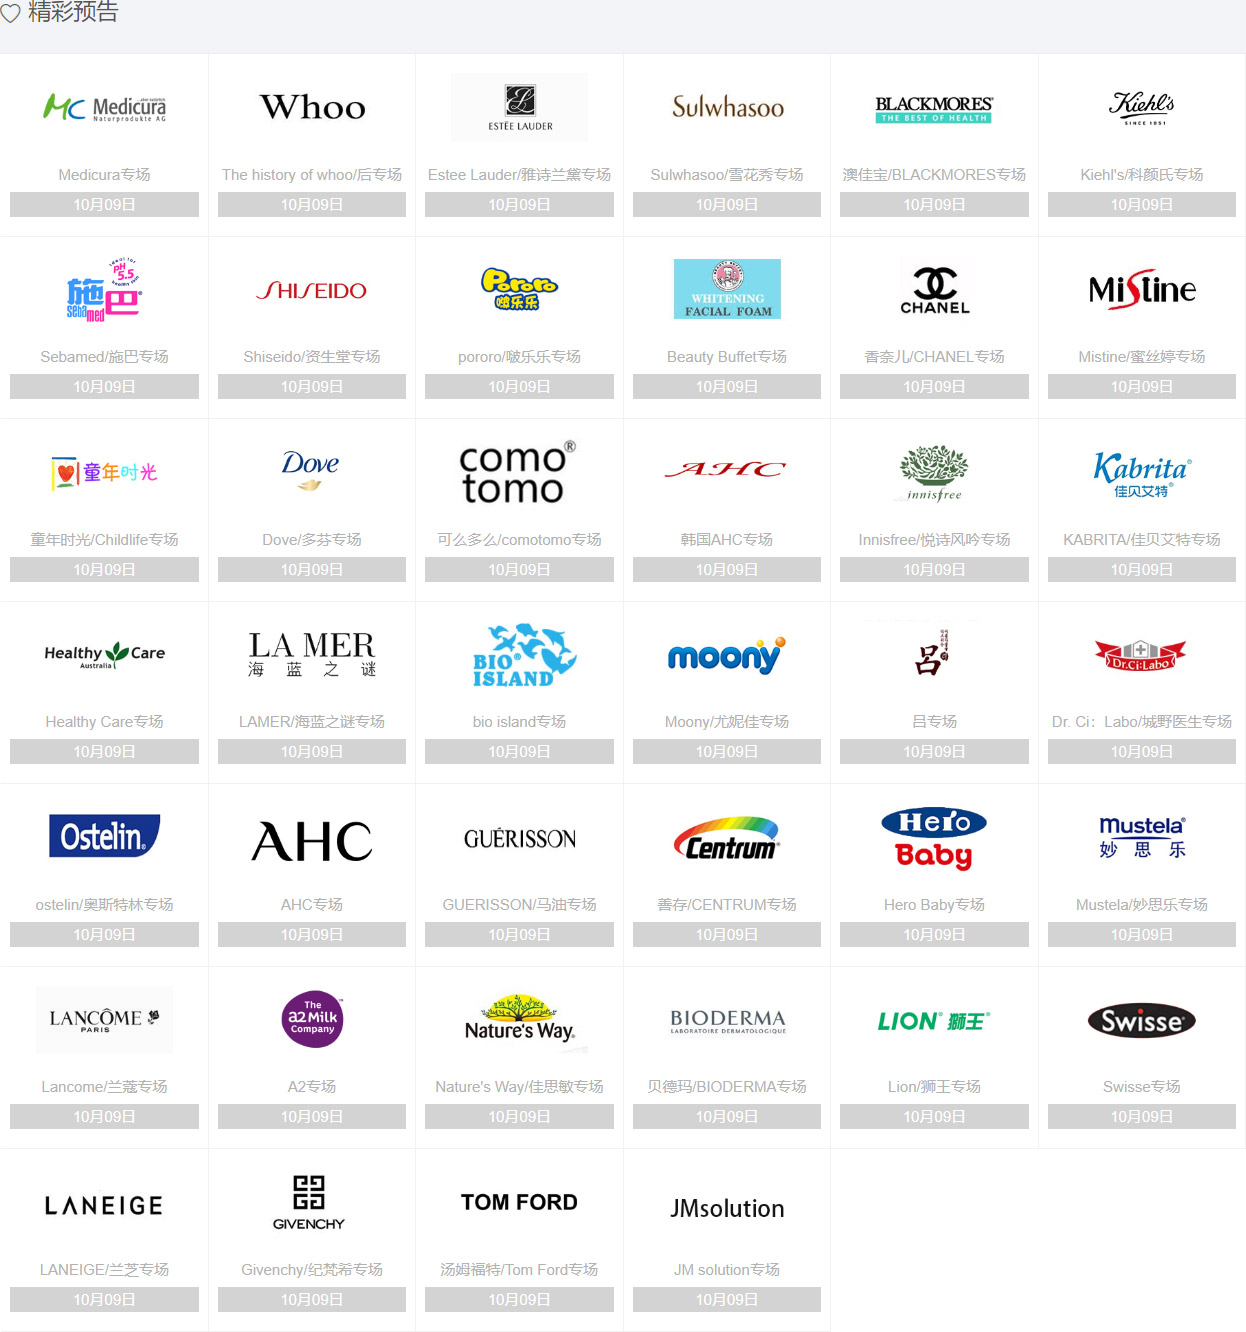 精彩预告
Medicura
Naturprodukte AG
Whoo
ESTĒE LAUDER
Sulwhasoo
BLACKMORES®
THE BEST OF HEALTH
Kiehl's
SINCE 1851
Medicura专场
The history of whoo/后专场
Estee Lauder/雅诗兰黛专场
Sulwhasoo/雪花秀专场
澳佳宝/BLACKMORES专场
Kiehl's/科颜氏专场
10月09日
10月09日
10月09日
10月09日
10月09日
10月09日
ideal for
pH
5.5
healthy skin
施巴
sebamed
SHISEIDO
Pororo
啵乐乐
BEAUTY BUFFET
WHITENING
FACIAL FOAM
CHANEL
Mistine
Sebamed/施巴专场
Shiseido/资生堂专场
pororo/啵乐乐专场
Beauty Buffet专场
香奈儿/CHANEL专场
Mistine/蜜丝婷专场
10月09日
10月09日
10月09日
10月09日
10月09日
10月09日
童年时光
Dove
como®
tomo
AHC
innisfree
Kabrita®
佳贝艾特®
童年时光/Childlife专场
Dove/多芬专场
可么多么/comotomo专场
韩国AHC专场
Innisfree/悦诗风吟专场
KABRITA/佳贝艾特专场
10月09日
10月09日
10月09日
10月09日
10月09日
10月09日
Healthy Care
Australia
LA MER
海蓝之谜
BIO®
ISLAND
moony
呂
Dr.Ci:Labo
Healthy Care专场
LAMER/海蓝之谜专场
bio island专场
Moony/尤妮佳专场
吕专场
Dr. Ci：Labo/城野医生专场
10月09日
10月09日
10月09日
10月09日
10月09日
10月09日
Ostelin®
AHC
GUÉRISSON
Centrum®
Hero
Baby
mustela®
妙思乐
ostelin/奥斯特林专场
AHC专场
GUERISSON/马油专场
善存/CENTRUM专场
Hero Baby专场
Mustela/妙思乐专场
10月09日
10月09日
10月09日
10月09日
10月09日
10月09日
LANCÔME
PARIS
The
a2 Milk
Company™
Nature's Way®
BIODERMA
LABORATOIRE DERMATOLOGIQUE
LION® 獅王®
Swisse®
Lancome/兰蔻专场
A2专场
Nature's Way/佳思敏专场
贝德玛/BIODERMA专场
Lion/狮王专场
Swisse专场
10月09日
10月09日
10月09日
10月09日
10月09日
10月09日
LANEIGE
GIVENCHY
TOM FORD
JMsolution
LANEIGE/兰芝专场
Givenchy/纪梵希专场
汤姆福特/Tom Ford专场
JM solution专场
10月09日
10月09日
10月09日
10月09日